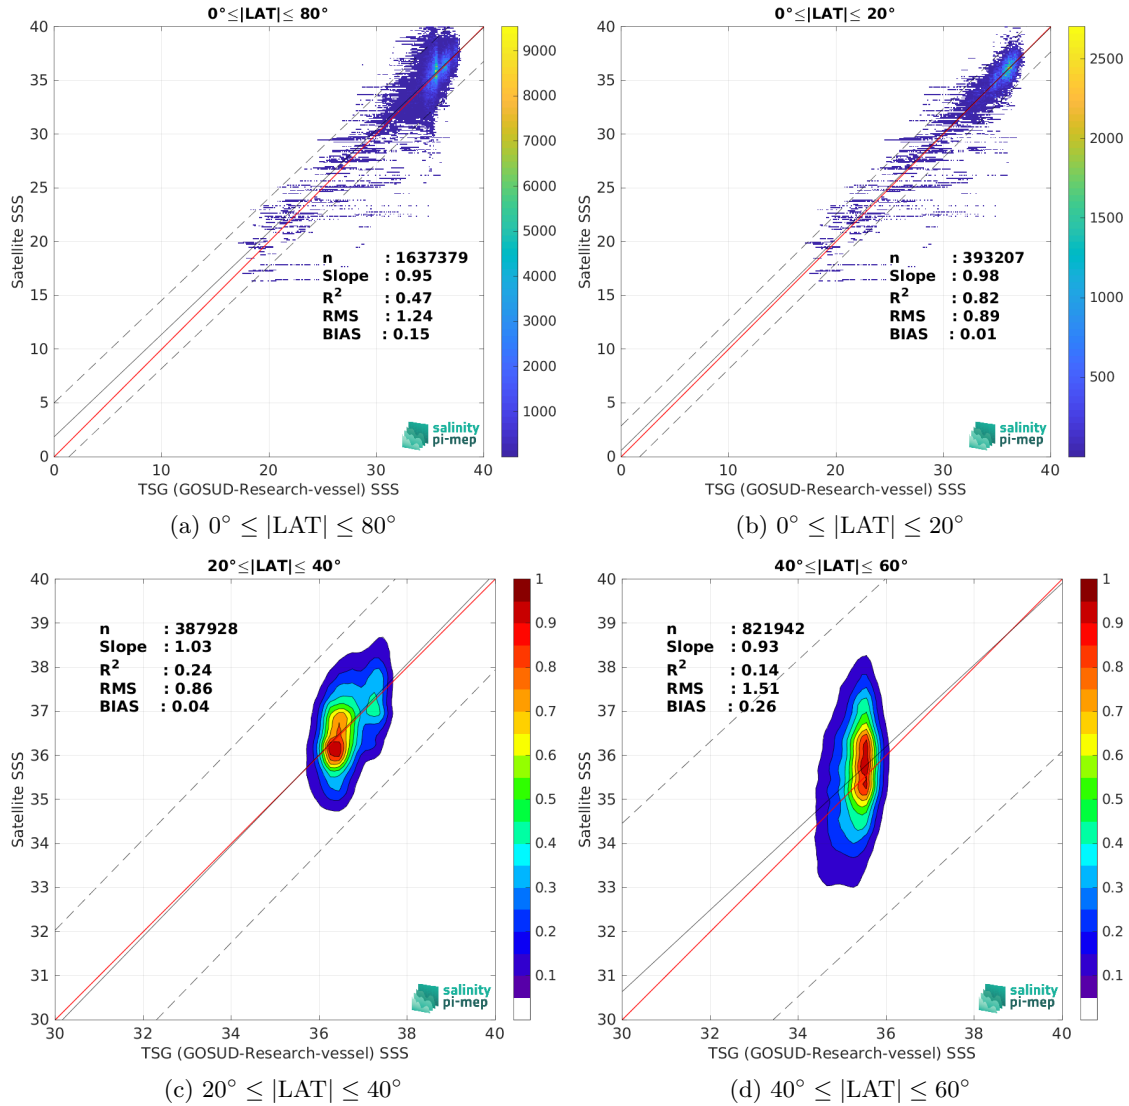 0°≤|LAT|≤ 80°
40
35
30
25
20
15
10
5
0
Satellite SSS
n : 1637379
Slope : 0.95
R² : 0.47
RMS : 1.24
BIAS : 0.15
salinity
pi-mep
0 10 20 30 40
TSG (GOSUD-Research-vessel) SSS
9000
8000
7000
6000
5000
4000
3000
2000
1000
(a) 0° ≤ |LAT| ≤ 80°
0°≤|LAT|≤ 20°
40
35
30
25
20
15
10
5
0
Satellite SSS
n : 393207
Slope : 0.98
R² : 0.82
RMS : 0.89
BIAS : 0.01
salinity
pi-mep
0 10 20 30 40
TSG (GOSUD-Research-vessel) SSS
2500
2000
1500
1000
500
(b) 0° ≤ |LAT| ≤ 20°
20°≤|LAT|≤ 40°
40
39
38
37
36
35
34
33
32
31
30
Satellite SSS
n : 387928
Slope : 1.03
R² : 0.24
RMS : 0.86
BIAS : 0.04
salinity
pi-mep
30 32 34 36 38 40
TSG (GOSUD-Research-vessel) SSS
1
0.9
0.8
0.7
0.6
0.5
0.4
0.3
0.2
0.1
(c) 20° ≤ |LAT| ≤ 40°
40°≤|LAT|≤ 60°
40
39
38
37
36
35
34
33
32
31
30
Satellite SSS
n : 821942
Slope : 0.93
R² : 0.14
RMS : 1.51
BIAS : 0.26
salinity
pi-mep
30 32 34 36 38 40
TSG (GOSUD-Research-vessel) SSS
1
0.9
0.8
0.7
0.6
0.5
0.4
0.3
0.2
0.1
(d) 40° ≤ |LAT| ≤ 60°